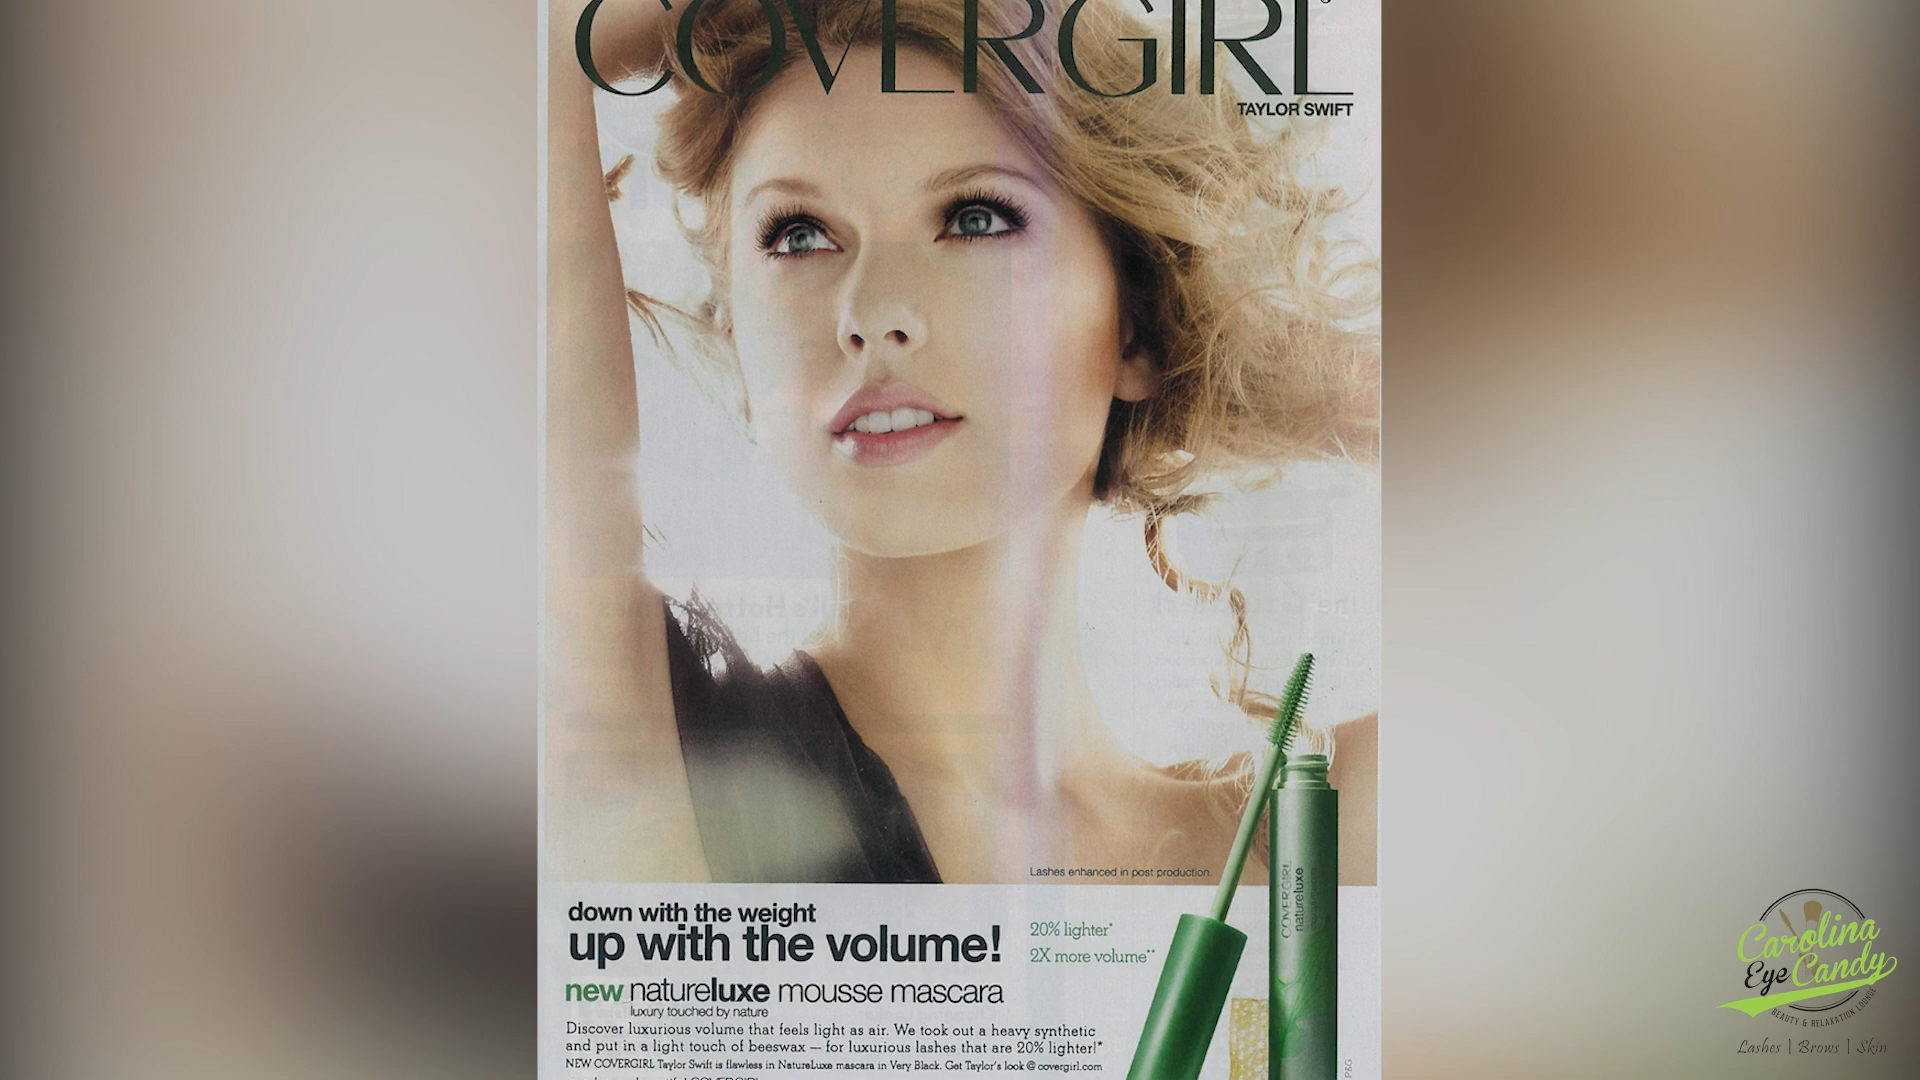 COVERGIRL
TAYLOR SWIFT
Lashes enhanced in post production.
down with the weight
up with the volume!
20% lighter*
2X more volume**
new natureluxe mousse mascara
luxury touched by nature
Discover luxurious volume that feels light as air. We took out a heavy synthetic
and put in a light touch of beeswax — for luxurious lashes that are 20% lighter!*
NEW COVERGIRL Taylor Swift is flawless in NatureLuxe mascara in Very Black. Get Taylor's look @ covergirl.com
COVERGIRL
natureluxe
P&G
Carolina
Eye Candy
BEAUTY & RELAXATION LOUNGE
Lashes | Brows | Skin